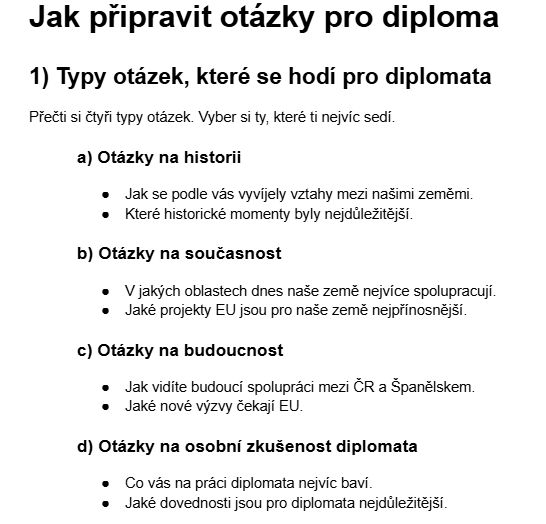 Jak připravit otázky pro diploma
1) Typy otázek, které se hodí pro diplomata
Přečti si čtyři typy otázek. Vyber si ty, které ti nejvíc sedí.
a) Otázky na historii
● Jak se podle vás vyvíjely vztahy mezi našimi zeměmi.
● Které historické momenty byly nejdůležitější.
b) Otázky na současnost
● V jakých oblastech dnes naše země nejvíce spolupracují.
● Jaké projekty EU jsou pro naše země nejpřínosnější.
c) Otázky na budoucnost
● Jak vidíte budoucí spolupráci mezi ČR a Španělskem.
● Jaké nové výzvy čekají EU.
d) Otázky na osobní zkušenost diplomata
● Co vás na práci diplomata nejvíc baví.
● Jaké dovednosti jsou pro diplomata nejdůležitější.